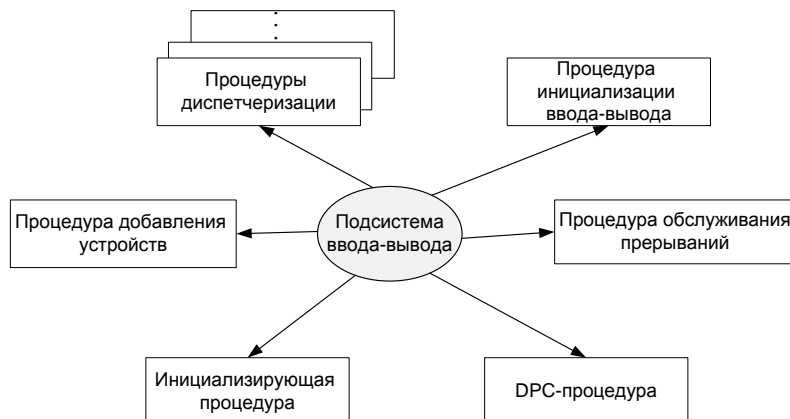 Процедуры
диспетчеризации
Процедура
инициализации
ввода-вывода
Процедура добавления
устройств
Подсистема
ввода-вывода
Процедура обслуживания
прерываний
Инициализирующая
процедура
DPC-процедура